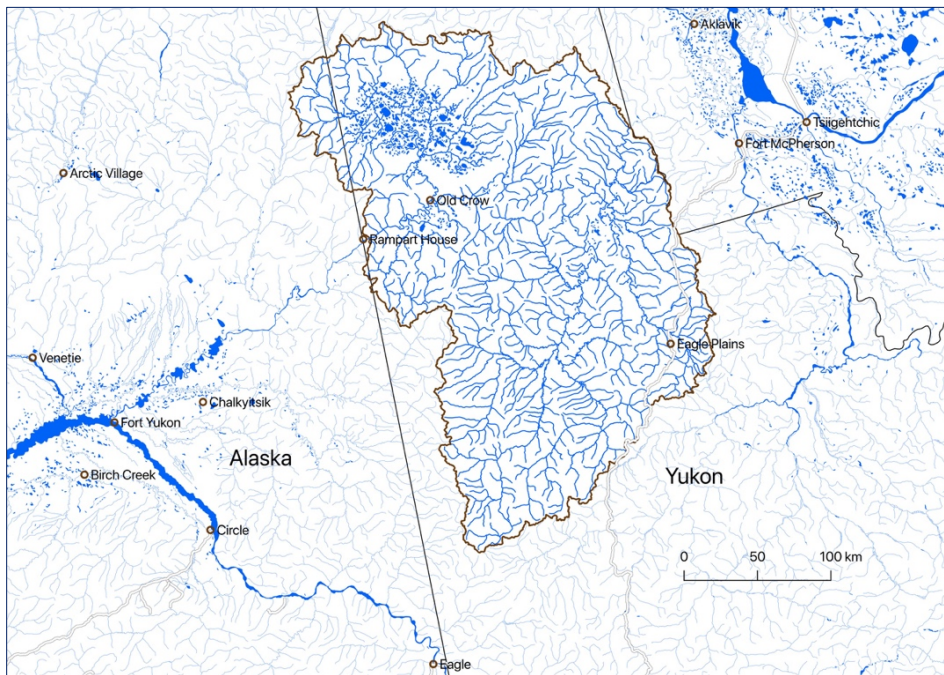 Aklavik
Tsiigehtchic
Fort McPherson
Arctic Village
Old Crow
Rampart House
Eagle Plains
Venetie
Chalkyitsik
Fort Yukon
Alaska
Birch Creek
Yukon
Circle
0 50 100 km
Eagle